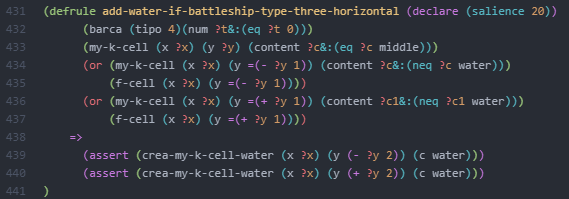 431 (defrule add-water-if-battleship-type-three-horizontal (declare (salience 20))
432 (barca (tipo 4)(num ?t&:(eq ?t 0)))
433 (my-k-cell (x ?x) (y ?y) (content ?c&:(eq ?c middle)))
434 (or (my-k-cell (x ?x) (y =(- ?y 1)) (content ?c&:(neq ?c water)))
435 (f-cell (x ?x) (y =(- ?y 1))))
436 (or (my-k-cell (x ?x) (y =(+ ?y 1)) (content ?c1&:(neq ?c1 water)))
437 (f-cell (x ?x) (y =(+ ?y 1))))
438 =>
439 (assert (crea-my-k-cell-water (x ?x) (y (- ?y 2)) (c water)))
440 (assert (crea-my-k-cell-water (x ?x) (y (+ ?y 2)) (c water)))
441 )